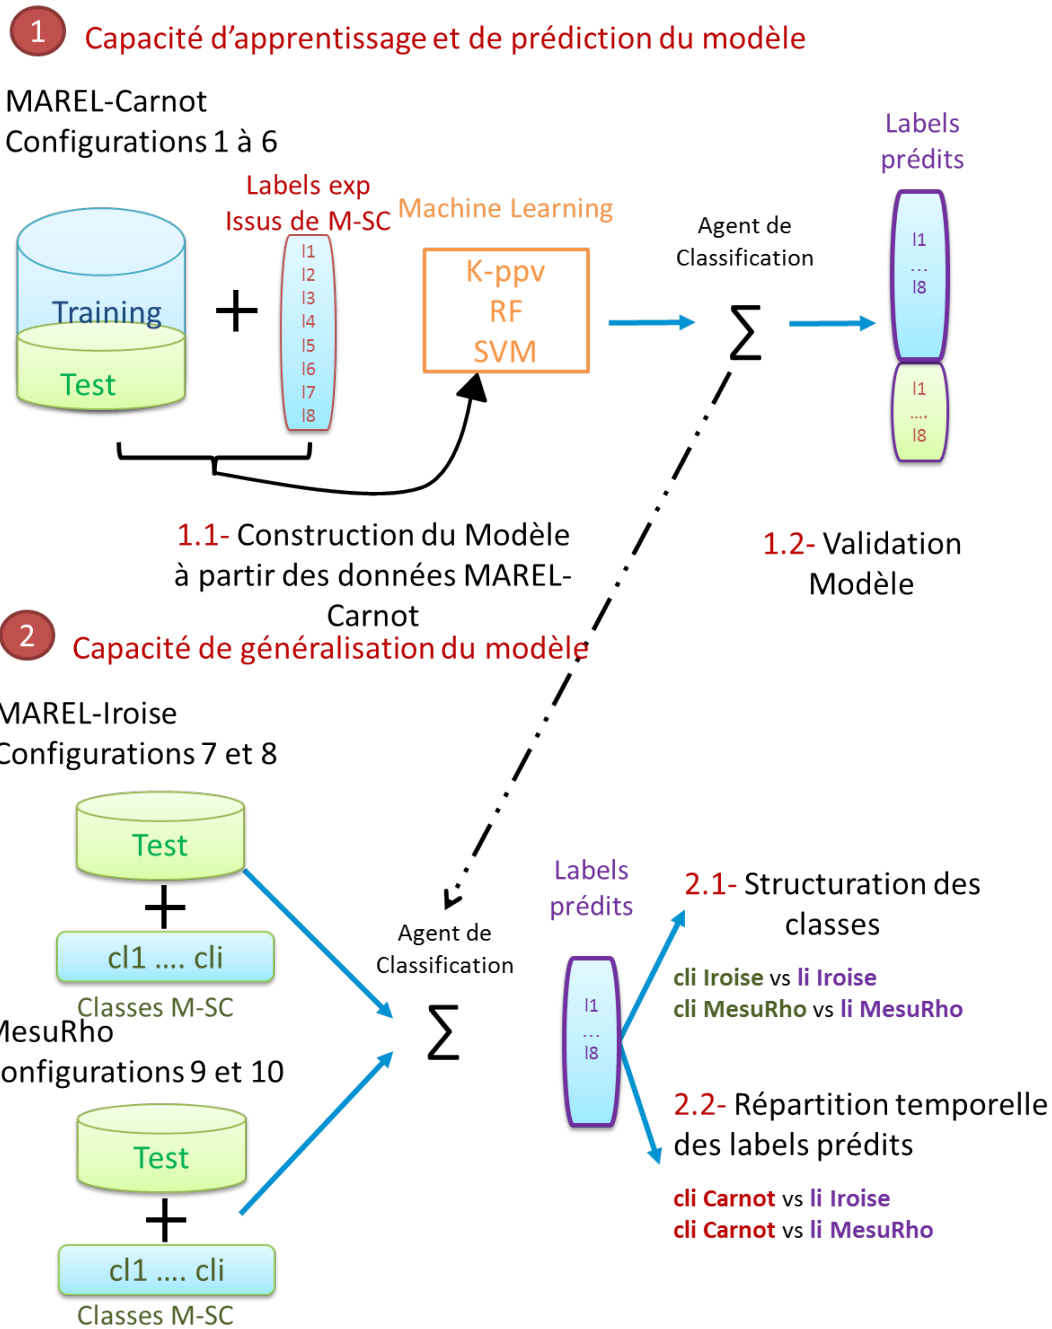 1
Capacité d'apprentissage et de prédiction du modèle
MAREL-Carnot
Configurations 1 à 6
Labels exp
Issus de M-SC
Machine Learning
Agent de
Classification
Labels
prédits
Training
Test
+
l1
l2
l3
l4
l5
l6
l7
l8
K-ppv
RF
SVM
∑
l1
...
l8
l1
....
l8
1.1- Construction du Modèle
à partir des données MAREL-
Carnot
1.2- Validation
Modèle
2
Capacité de généralisation du modèle
MAREL-Iroise
Configurations 7 et 8
Test
+
cl1 .... cli
Classes M-SC
MesuRho
Configurations 9 et 10
Test
+
cl1 .... cli
Classes M-SC
Agent de
Classification
∑
Labels
prédits
l1
...
l8
2.1- Structuration des
classes
cli Iroise vs li Iroise
cli MesuRho vs li MesuRho
2.2- Répartition temporelle
des labels prédits
cli Carnot vs li Iroise
cli Carnot vs li MesuRho